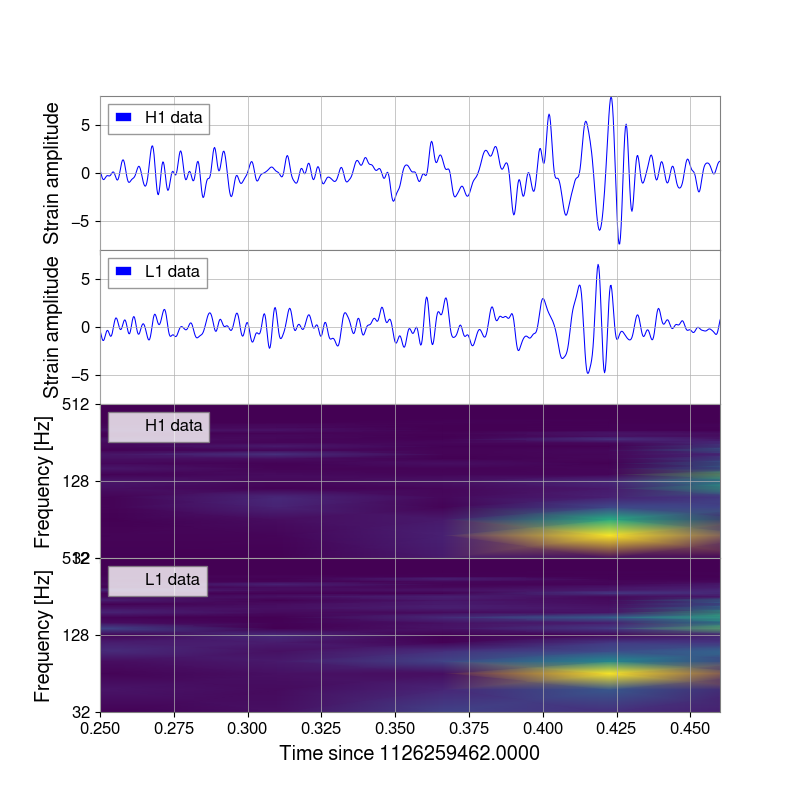 H1 data
Strain amplitude
5
0
−5
L1 data
Strain amplitude
5
0
−5
H1 data
Frequency [Hz]
512
128
32
L1 data
Frequency [Hz]
512
128
32
0.250 0.275 0.300 0.325 0.350 0.375 0.400 0.425 0.450
Time since 1126259462.0000